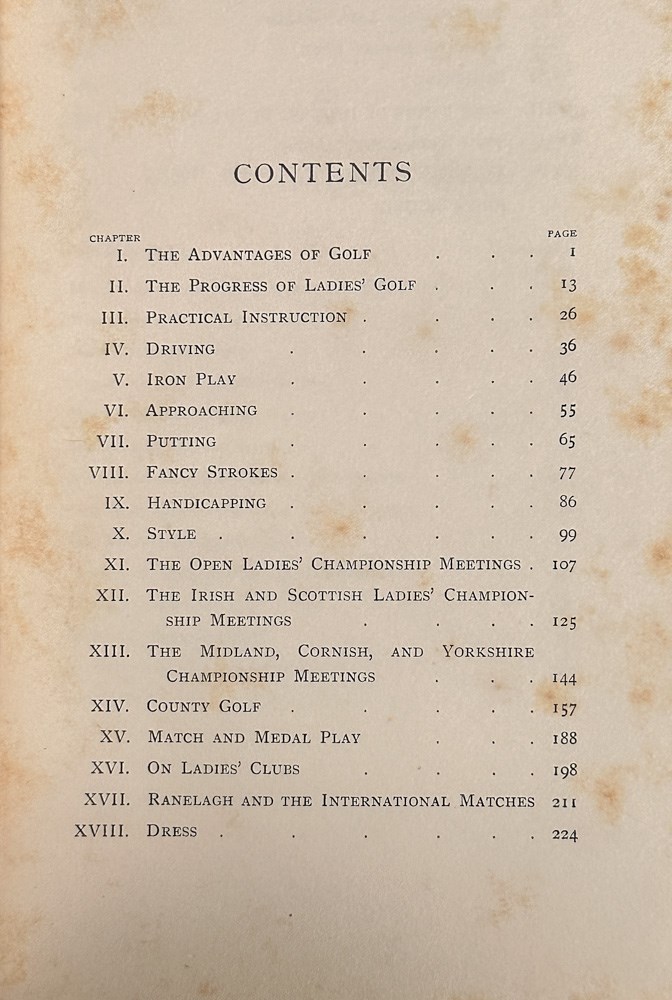 CONTENTS
CHAPTER PAGE
I. THE ADVANTAGES OF GOLF . . . 1
II. THE PROGRESS OF LADIES' GOLF . . . 13
III. PRACTICAL INSTRUCTION . . . . 26
IV. DRIVING . . . . . 36
V. IRON PLAY . . . . . 46
VI. APPROACHING . . . . . 55
VII. PUTTING . . . . . 65
VIII. FANCY STROKES . . . . . 77
IX. HANDICAPPING . . . . . 86
X. STYLE . . . . . . 99
XI. THE OPEN LADIES' CHAMPIONSHIP MEETINGS . 107
XII. THE IRISH AND SCOTTISH LADIES' CHAMPION-
SHIP MEETINGS . . . . 125
XIII. THE MIDLAND, CORNISH, AND YORKSHIRE
CHAMPIONSHIP MEETINGS . . . 144
XIV. COUNTY GOLF . . . . . 157
XV. MATCH AND MEDAL PLAY . . . 188
XVI. ON LADIES' CLUBS . . . . 198
XVII. RANELAGH AND THE INTERNATIONAL MATCHES 211
XVIII. DRESS . . . . . . 224